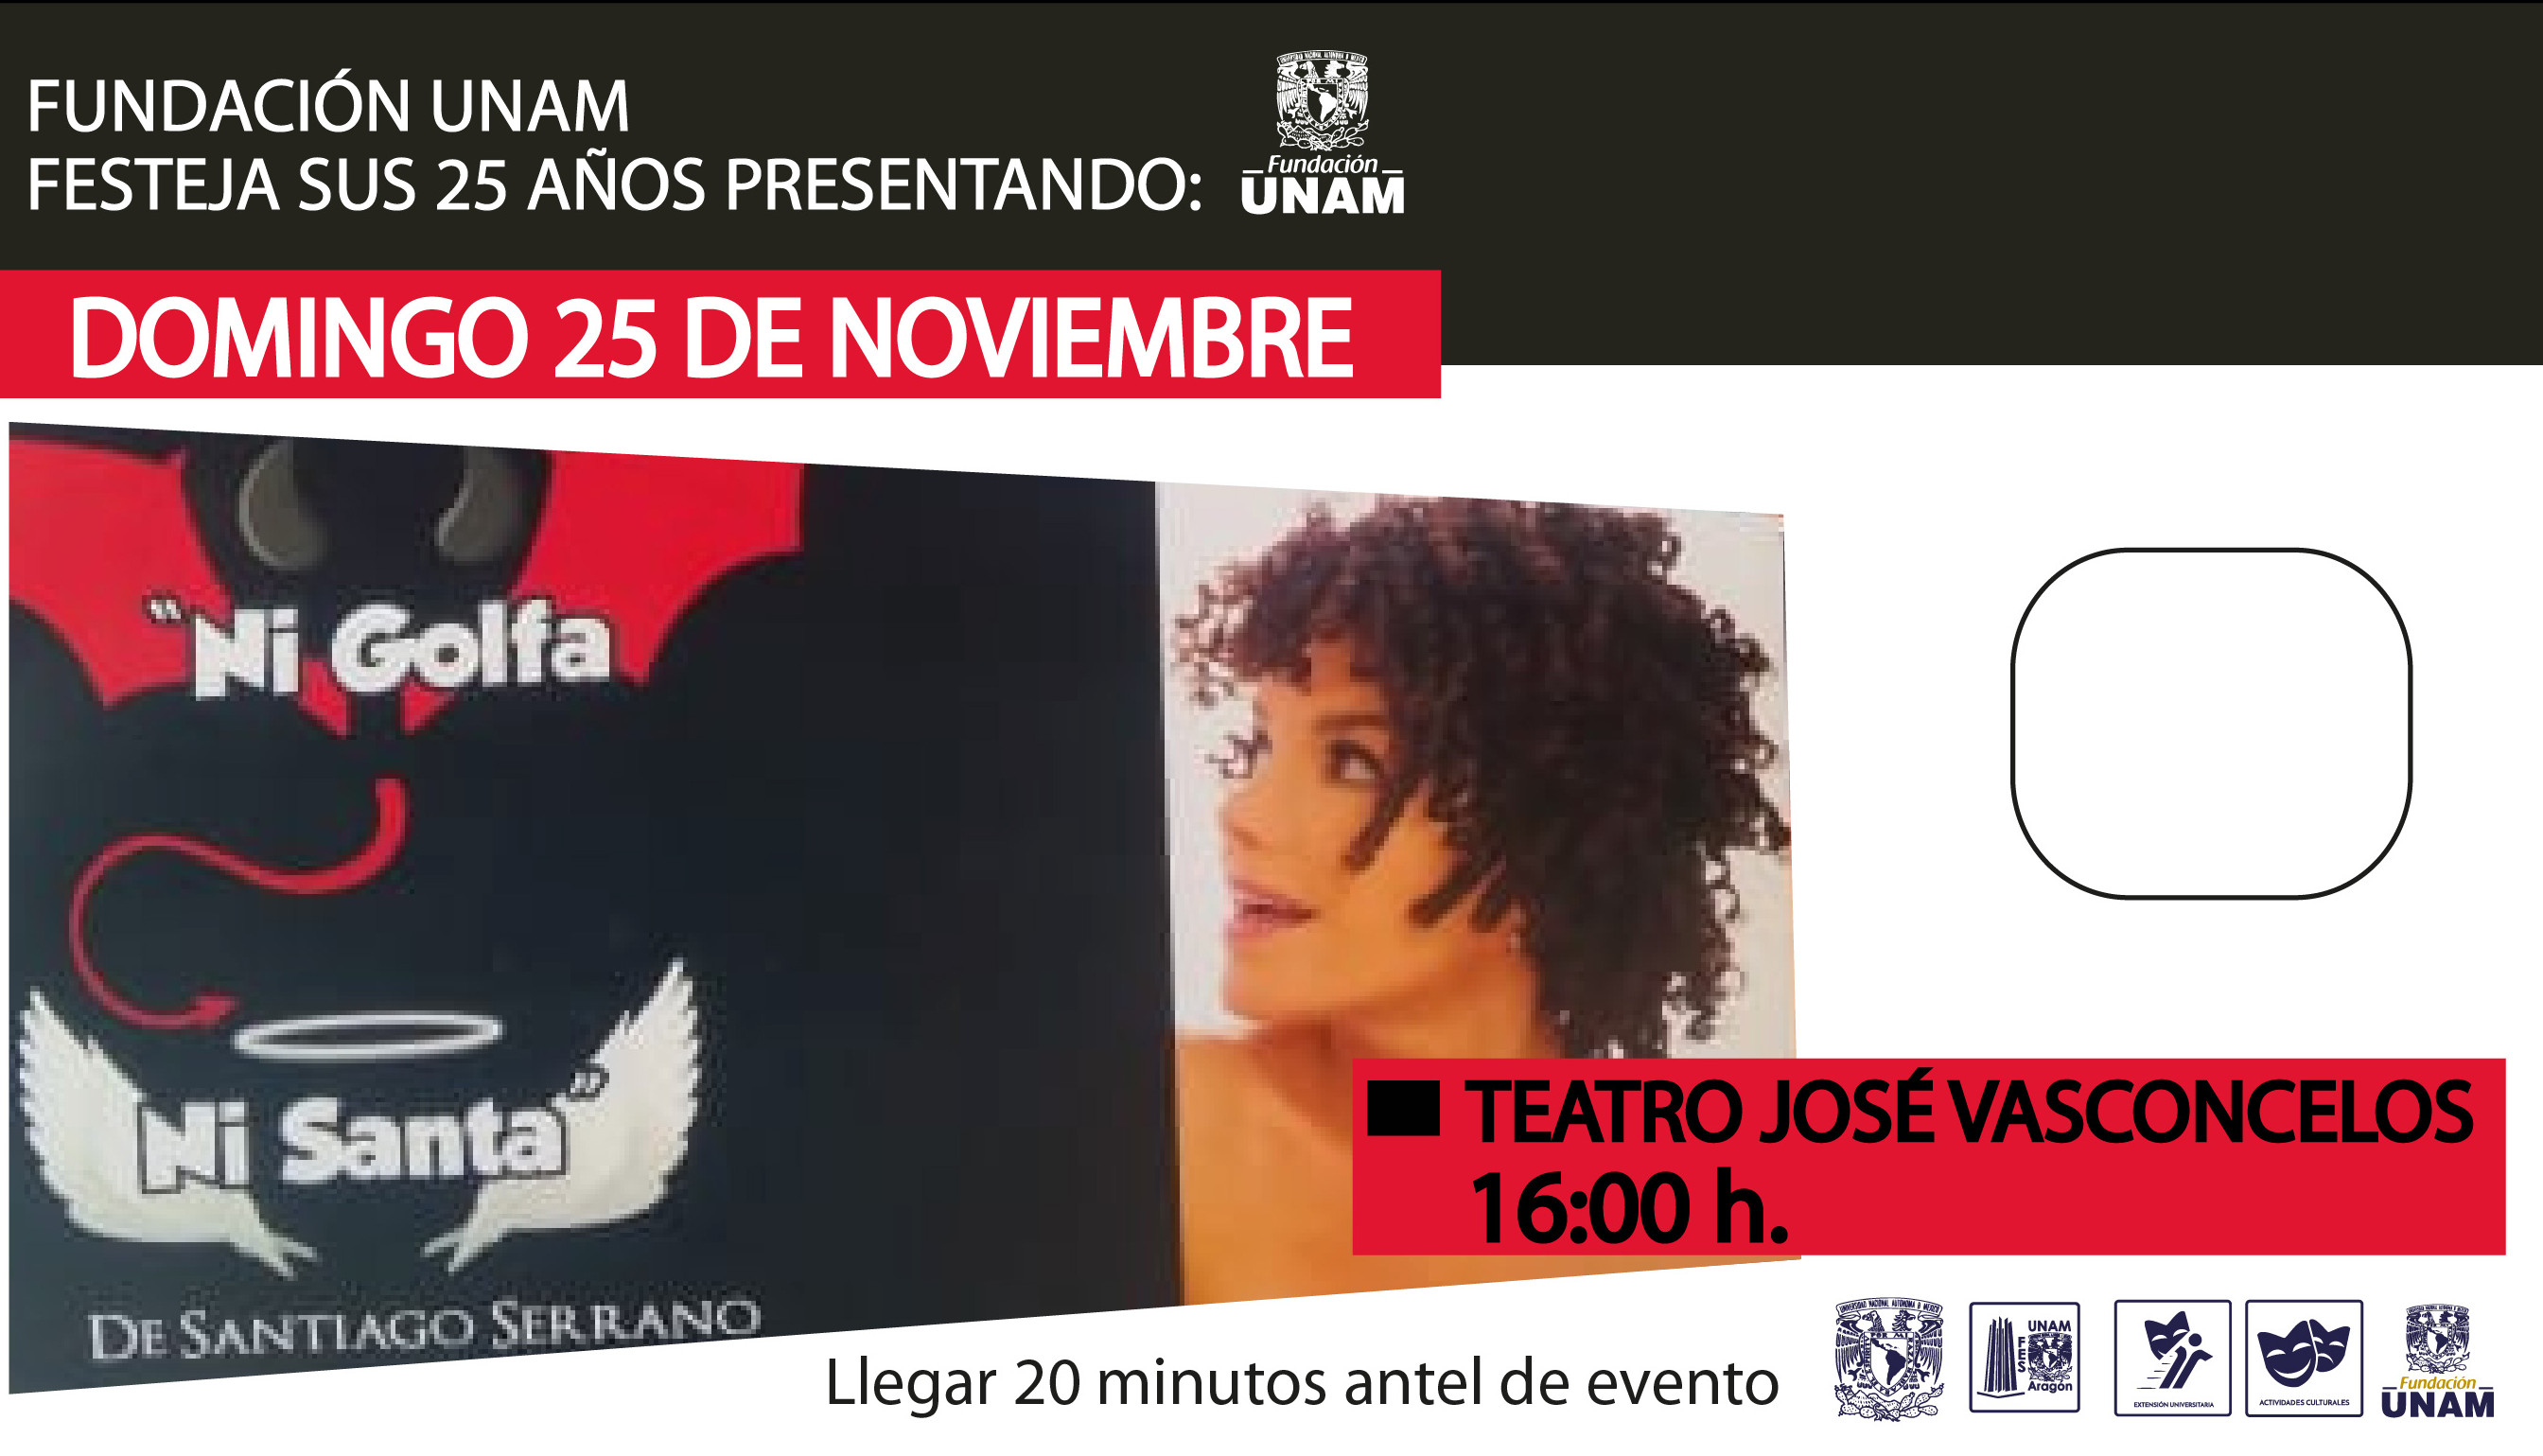 FUNDACIÓN UNAM
FESTEJA SUS 25 AÑOS PRESENTANDO:
Fundación
UNAM
DOMINGO 25 DE NOVIEMBRE
"Ni Golfa
Ni Santa"
DE SANTIAGO SERRANO
TEATRO JOSÉ VASCONCELOS
16:00 h.
Llegar 20 minutos antel de evento
UNAM
FES
Aragón
EXTENSIÓN UNIVERSITARIA
ACTIVIDADES CULTURALES
Fundación
UNAM